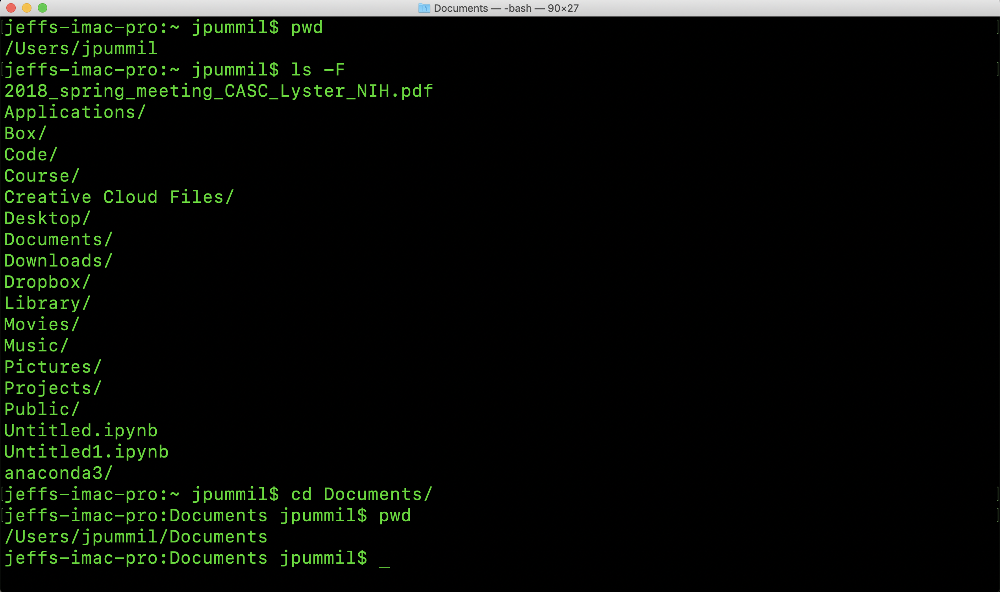 Documents — -bash — 90×27
jeffs-imac-pro:~ jpummil$ pwd
/Users/jpummil
jeffs-imac-pro:~ jpummil$ ls -F
2018_spring_meeting_CASC_Lyster_NIH.pdf
Applications/
Box/
Code/
Course/
Creative Cloud Files/
Desktop/
Documents/
Downloads/
Dropbox/
Library/
Movies/
Music/
Pictures/
Projects/
Public/
Untitled.ipynb
Untitled1.ipynb
anaconda3/
jeffs-imac-pro:~ jpummil$ cd Documents/
jeffs-imac-pro:Documents jpummil$ pwd
/Users/jpummil/Documents
jeffs-imac-pro:Documents jpummil$ _